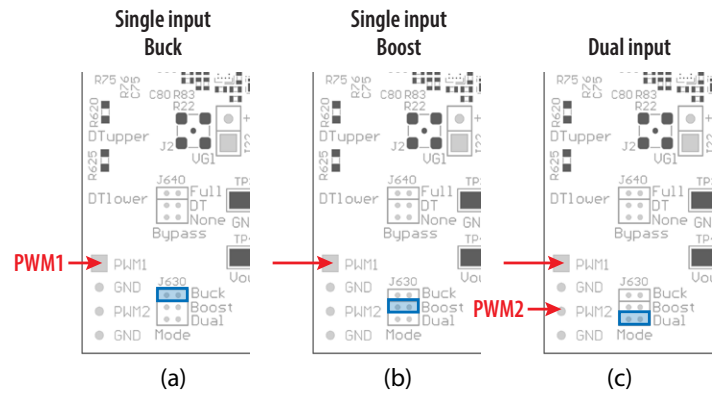 Single input
Buck
R75
R76
C75
C80 R83
R22
R620
DTupper
J2
VG1
+
R625
J640
DTlower
Full
DT
None
Bypass
GN
PWM1
PWM1
GND
J630
Buck
PWM2
Boost
Dual
GND
Mode
Vou
(a)
Single input
Boost
R75
R76
C75
C80 R83
R22
R620
DTupper
J2
VG1
+
R625
J640
DTlower
Full
DT
None
Bypass
GN
PWM1
GND
J630
Buck
PWM2
Boost
Dual
GND
Mode
Vou
(b)
Dual input
R75
R76
C75
C80 R83
R22
R620
DTupper
J2
VG1
+
R625
J640
DTlower
Full
DT
None
Bypass
GN
PWM1
GND
J630
Buck
PWM2
PWM2
Boost
Dual
GND
Mode
Vou
(c)